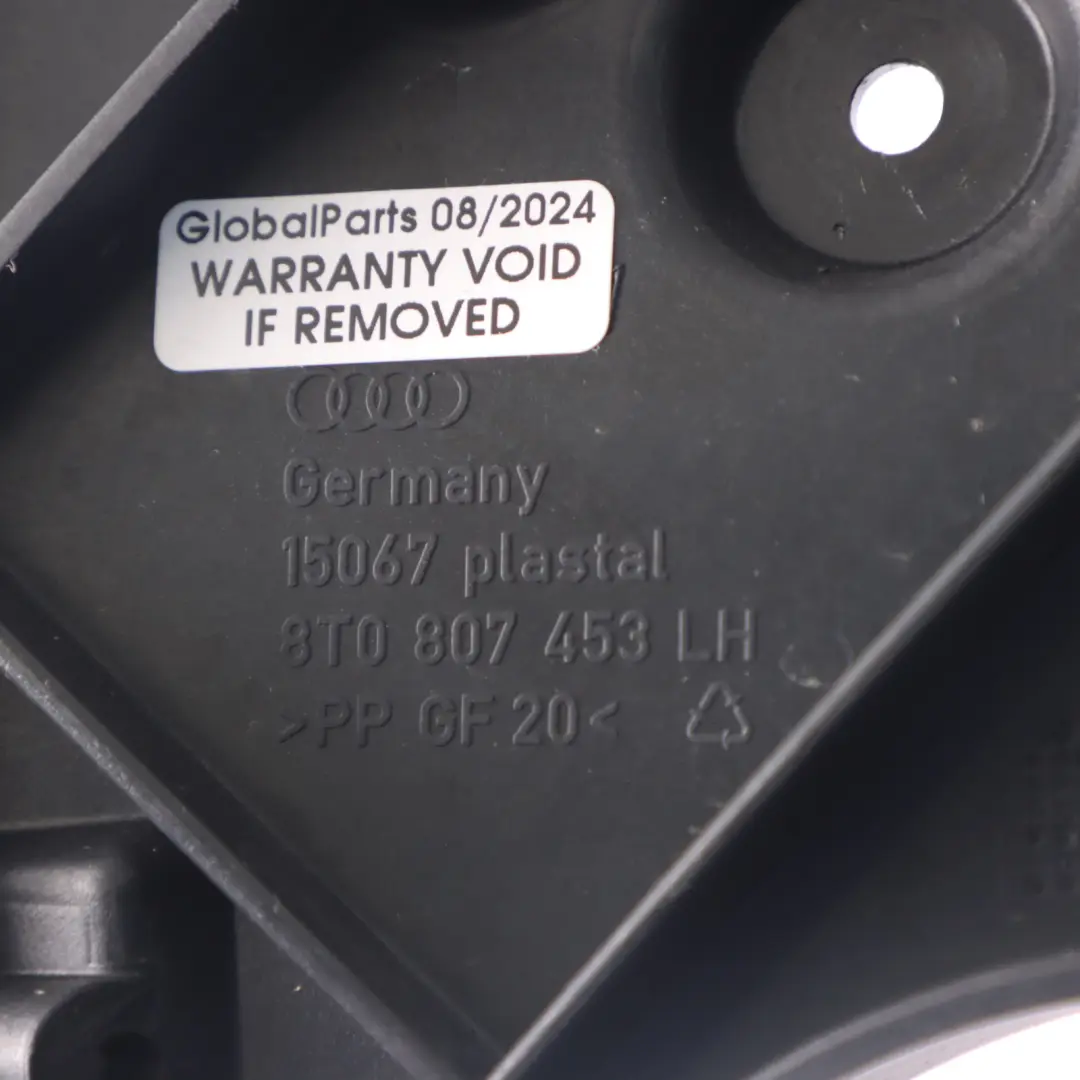 GlobalParts 08/2024
WARRANTY VOID
IF REMOVED
Germany
15067 plastal
8T0 807 453 LH
>PP GF 20<